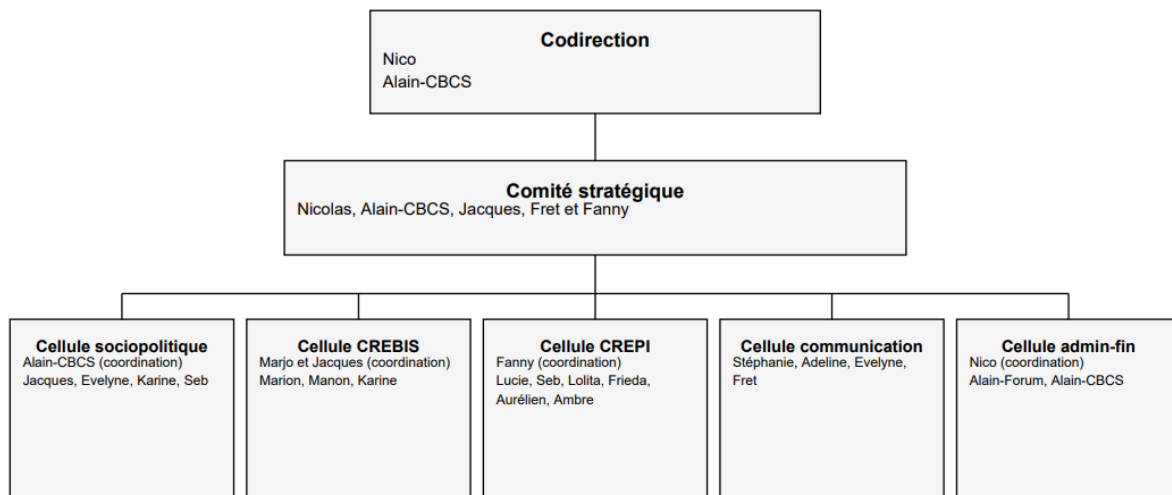 Codirection
Nico
Alain-CBCS
Comité stratégique
Nicolas, Alain-CBCS, Jacques, Fret et Fanny
Cellule sociopolitique
Alain-CBCS (coordination)
Jacques, Evelyne, Karine, Seb
Cellule CREBIS
Marjo et Jacques (coordination)
Marion, Manon, Karine
Cellule CREPI
Fanny (coordination)
Lucie, Seb, Lolita, Frieda,
Aurélien, Ambre
Cellule communication
Stéphanie, Adeline, Evelyne,
Fret
Cellule admin-fin
Nico (coordination)
Alain-Forum, Alain-CBCS